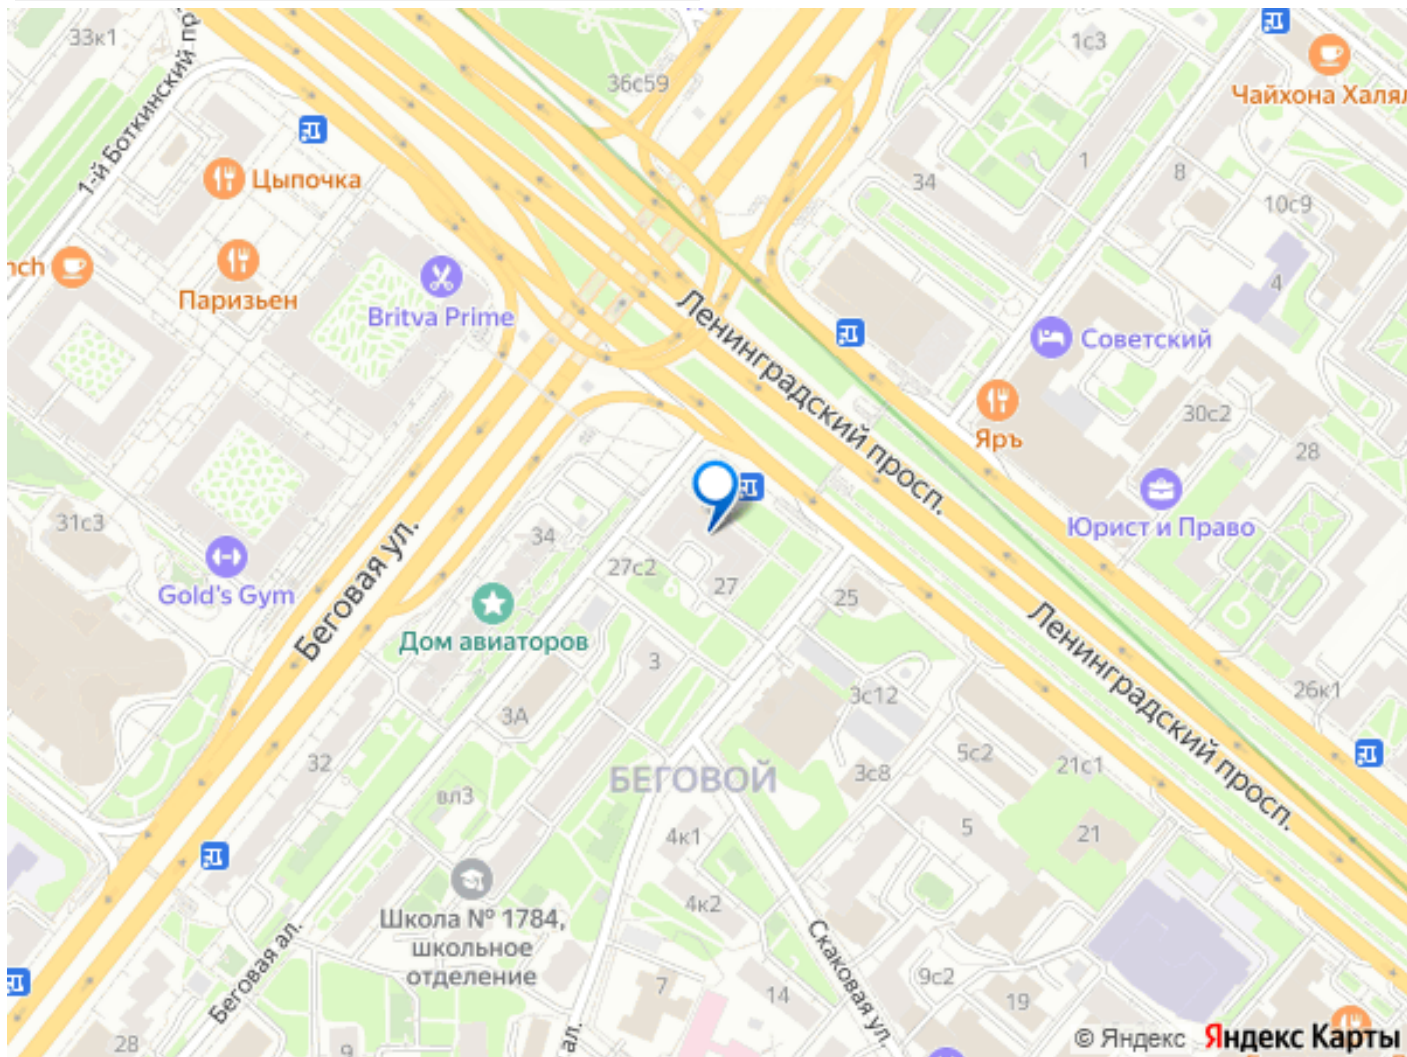 33к1
1-й Боткинский пр
36с59
1с3
Чайхона Халял
Цыпочка
34
1
8
10с9
nch
Паризьен
Britva Prime
4
Ленинградский просп.
Советский
Яръ
30с2
28
31с3
Юрист и Право
34
Gold's Gym
Беговая ул.
27с2
27
25
Дом авиаторов
3
Ленинградский просп.
3с12
26к1
3А
32
5с2
21с1
БЕГОВОЙ
3с8
вл3
4к1
5
21
Школа № 1784,
школьное
отделение
4к2
Скаковая ул.
Беговая ал.
7
14
9с2
19
28
9
ал.
© Яндекс Яндекс Карты